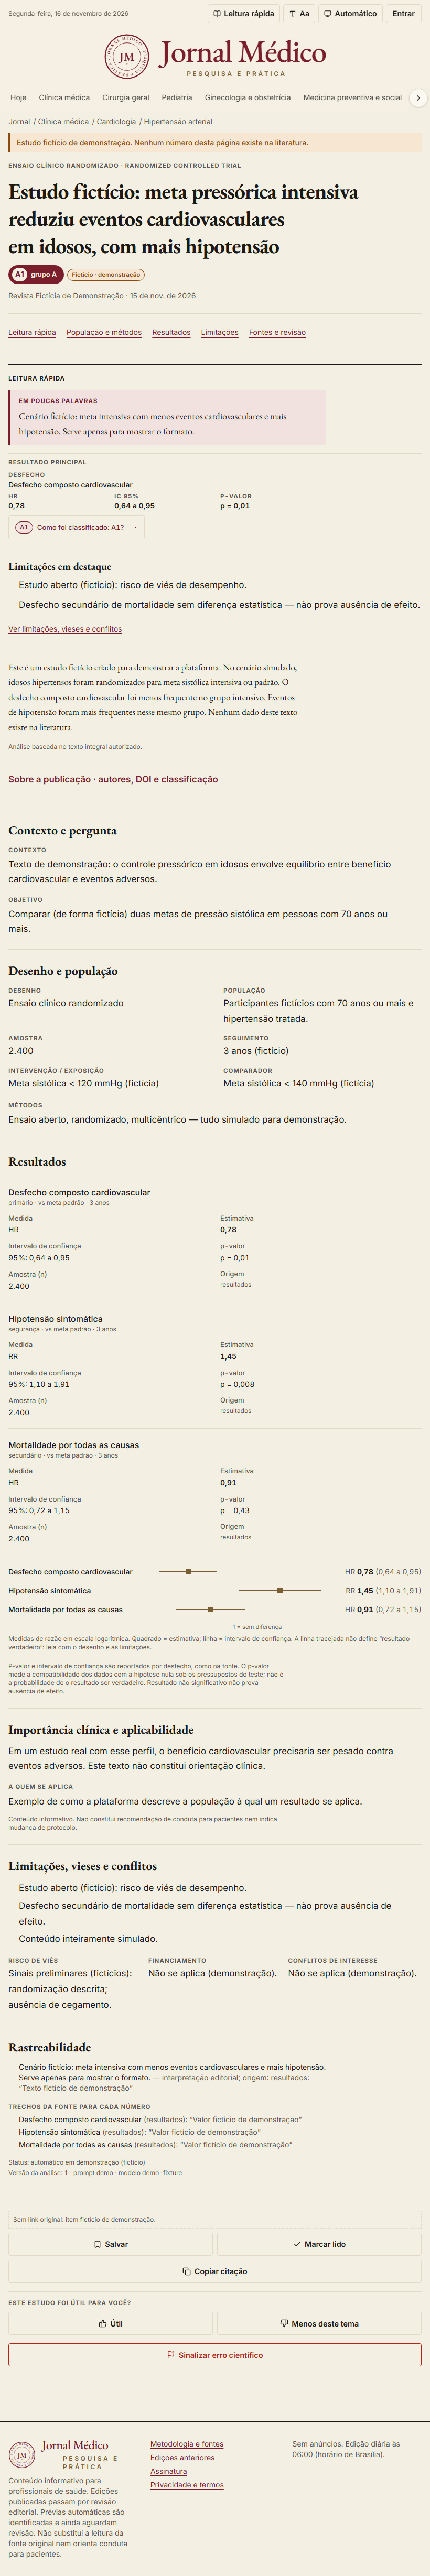 Segunda-feira, 16 de novembro de 2026
Leitura rápida
Aa
Automático
Entrar
JM
Jornal Médico
PESQUISA E PRÁTICA
Hoje
Clínica médica
Cirurgia geral
Pediatria
Ginecologia e obstetrícia
Medicina preventiva e social
Jornal / Clínica médica / Cardiologia / Hipertensão arterial
Estudo fictício de demonstração. Nenhum número desta página existe na literatura.
ENSAIO CLÍNICO RANDOMIZADO · RANDOMIZED CONTROLLED TRIAL
Estudo fictício: meta pressórica intensiva
reduziu eventos cardiovasculares
em idosos, com mais hipotensão
A1 grupo A
Fictício · demonstração
Revista Fictícia de Demonstração · 15 de nov. de 2026
Leitura rápida
População e métodos
Resultados
Limitações
Fontes e revisão
LEITURA RÁPIDA
EM POUCAS PALAVRAS
Cenário fictício: meta intensiva com menos eventos cardiovasculares e mais
hipotensão. Serve apenas para mostrar o formato.
RESULTADO PRINCIPAL
DESFECHO
Desfecho composto cardiovascular
HR
IC 95%
P-VALOR
0,78
0,64 a 0,95
p = 0,01
A1 Como foi classificado: A1?
Limitações em destaque
Estudo aberto (fictício): risco de viés de desempenho.
Desfecho secundário de mortalidade sem diferença estatística — não prova ausência de efeito.
Ver limitações, vieses e conflitos
Este é um estudo fictício criado para demonstrar a plataforma. No cenário simulado,
idosos hipertensos foram randomizados para meta sistólica intensiva ou padrão. O
desfecho composto cardiovascular foi menos frequente no grupo intensivo. Eventos
de hipotensão foram mais frequentes nesse mesmo grupo. Nenhum dado deste texto
existe na literatura.
Análise baseada no texto integral autorizado.
Sobre a publicação · autores, DOI e classificação
Contexto e pergunta
CONTEXTO
Texto de demonstração: o controle pressórico em idosos envolve equilíbrio entre benefício
cardiovascular e eventos adversos.
OBJETIVO
Comparar (de forma fictícia) duas metas de pressão sistólica em pessoas com 70 anos ou
mais.
Desenho e população
DESENHO
Ensaio clínico randomizado
POPULAÇÃO
Participantes fictícios com 70 anos ou mais e
hipertensão tratada.
AMOSTRA
2.400
SEGUIMENTO
3 anos (fictício)
INTERVENÇÃO / EXPOSIÇÃO
Meta sistólica < 120 mmHg (fictícia)
COMPARADOR
Meta sistólica < 140 mmHg (fictícia)
MÉTODOS
Ensaio aberto, randomizado, multicêntrico — tudo simulado para demonstração.
Resultados
Desfecho composto cardiovascular
primário · vs meta padrão · 3 anos
Medida
HR
Estimativa
0,78
Intervalo de confiança
95%: 0,64 a 0,95
p-valor
p = 0,01
Amostra (n)
2.400
Origem
resultados
Hipotensão sintomática
segurança · vs meta padrão · 3 anos
Medida
RR
Estimativa
1,45
Intervalo de confiança
95%: 1,10 a 1,91
p-valor
p = 0,008
Amostra (n)
2.400
Origem
resultados
Mortalidade por todas as causas
secundário · vs meta padrão · 3 anos
Medida
HR
Estimativa
0,91
Intervalo de confiança
95%: 0,72 a 1,15
p-valor
p = 0,43
Amostra (n)
2.400
Origem
resultados
Desfecho composto cardiovascular HR 0,78 (0,64 a 0,95)
Hipotensão sintomática RR 1,45 (1,10 a 1,91)
Mortalidade por todas as causas HR 0,91 (0,72 a 1,15)
1 = sem diferença
Medidas de razão em escala logarítmica. Quadrado = estimativa; linha = intervalo de confiança. A linha tracejada não define “resultado
verdadeiro”: leia com o desenho e as limitações.
P-valor e intervalo de confiança são reportados por desfecho, como na fonte. O p-valor
mede a compatibilidade dos dados com a hipótese nula sob os pressupostos do teste; não é
a probabilidade de o resultado ser verdadeiro. Resultado não significativo não prova
ausência de efeito.
Importância clínica e aplicabilidade
Em um estudo real com esse perfil, o benefício cardiovascular precisaria ser pesado contra
eventos adversos. Este texto não constitui orientação clínica.
A QUEM SE APLICA
Exemplo de como a plataforma descreve a população à qual um resultado se aplica.
Conteúdo informativo. Não constitui recomendação de conduta para pacientes nem indica
mudança de protocolo.
Limitações, vieses e conflitos
Estudo aberto (fictício): risco de viés de desempenho.
Desfecho secundário de mortalidade sem diferença estatística — não prova ausência de
efeito.
Conteúdo inteiramente simulado.
RISCO DE VIÉS
Sinais preliminares (fictícios):
randomização descrita;
ausência de cegamento.
FINANCIAMENTO
Não se aplica (demonstração).
CONFLITOS DE INTERESSE
Não se aplica (demonstração).
Rastreabilidade
Cenário fictício: meta intensiva com menos eventos cardiovasculares e mais hipotensão.
Serve apenas para mostrar o formato. — interpretação editorial; origem: resultados:
“Texto fictício de demonstração”
TRECHOS DA FONTE PARA CADA NÚMERO
Desfecho composto cardiovascular (resultados): “Valor fictício de demonstração”
Hipotensão sintomática (resultados): “Valor fictício de demonstração”
Mortalidade por todas as causas (resultados): “Valor fictício de demonstração”
Status: automático em demonstração (fictício)
Versão da análise: 1 · prompt demo · modelo demo-fixture
Sem link original: item fictício de demonstração.
Salvar
Marcar lido
Copiar citação
ESTE ESTUDO FOI ÚTIL PARA VOCÊ?
Útil
Menos deste tema
Sinalizar erro científico
JM
Jornal Médico
PESQUISA E
PRÁTICA
Conteúdo informativo para
profissionais de saúde. Edições
publicadas passam por revisão
editorial. Prévias automáticas são
identificadas e ainda aguardam
revisão. Não substitui a leitura da
fonte original nem orienta conduta
para pacientes.
Metodologia e fontes
Edições anteriores
Assinatura
Privacidade e termos
Sem anúncios. Edição diária às
06:00 (horário de Brasília).